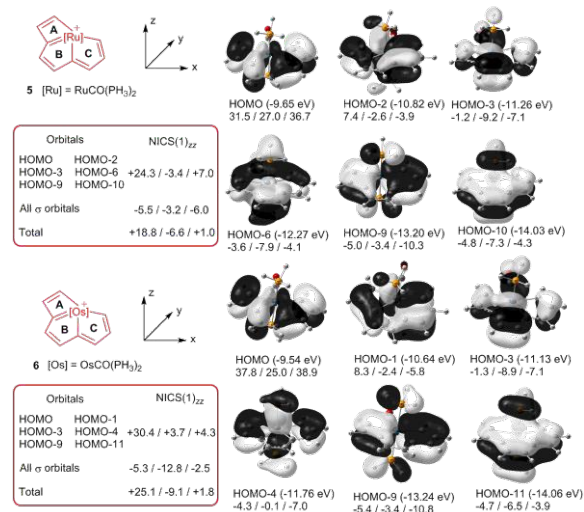 A
[Ru]
+
B
C
z
y
x
5 [Ru] = RuCO(PH3)2
HOMO (-9.65 eV)
31.5 / 27.0 / 36.7
HOMO-2 (-10.82 eV)
7.4 / -2.6 / -3.9
HOMO-3 (-11.26 eV)
-1.2 / -9.2 / -7.1
Orbitals NICS(1)zz
HOMO HOMO-2
HOMO-3 HOMO-6 +24.3 / -3.4 / +7.0
HOMO-9 HOMO-10
All σ orbitals -5.5 / -3.2 / -6.0
Total +18.8 / -6.6 / +1.0
HOMO-6 (-12.27 eV)
-3.6 / -7.9 / -4.1
HOMO-9 (-13.20 eV)
-5.0 / -3.4 / -10.3
HOMO-10 (-14.03 eV)
-4.8 / -7.3 / -4.3
A
[Os]
+
B
C
z
y
x
6 [Os] = OsCO(PH3)2
HOMO (-9.54 eV)
37.8 / 25.0 / 38.9
HOMO-1 (-10.64 eV)
8.3 / -2.4 / -5.8
HOMO-3 (-11.13 eV)
-1.3 / -8.9 / -7.1
Orbitals NICS(1)zz
HOMO HOMO-1
HOMO-3 HOMO-4 +30.4 / +3.7 / +4.3
HOMO-9 HOMO-11
All σ orbitals -5.3 / -12.8 / -2.5
Total +25.1 / -9.1 / +1.8
HOMO-4 (-11.76 eV)
-4.3 / -0.1 / -7.0
HOMO-9 (-13.24 eV)
-5.4 / -3.4 / -10.8
HOMO-11 (-14.06 eV)
-4.7 / -6.5 / -3.9